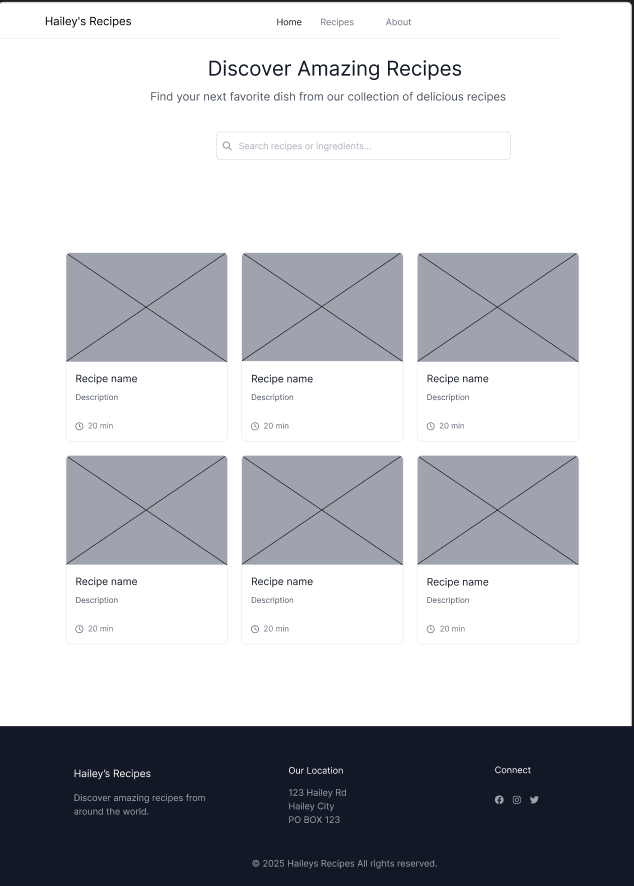 Hailey's Recipes
Home Recipes About
Discover Amazing Recipes
Find your next favorite dish from our collection of delicious recipes
Search recipes or ingredients...
Recipe name
Description
20 min
Recipe name
Description
20 min
Recipe name
Description
20 min
Recipe name
Description
20 min
Recipe name
Description
20 min
Recipe name
Description
20 min
Hailey's Recipes
Discover amazing recipes from
around the world.
Our Location
123 Hailey Rd
Hailey City
PO BOX 123
Connect
© 2025 Haileys Recipes All rights reserved.